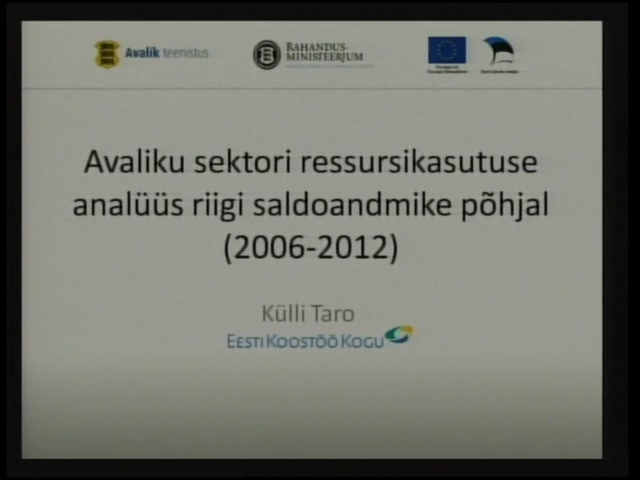 Avalik teenistus
RAHANDUS-
MINISTEERIUM
Avaliku sektori ressursikasutuse
analüüs riigi saldoandmike põhjal
(2006-2012)
Külli Taro
EESTI KOOSTÖÖ KOGU